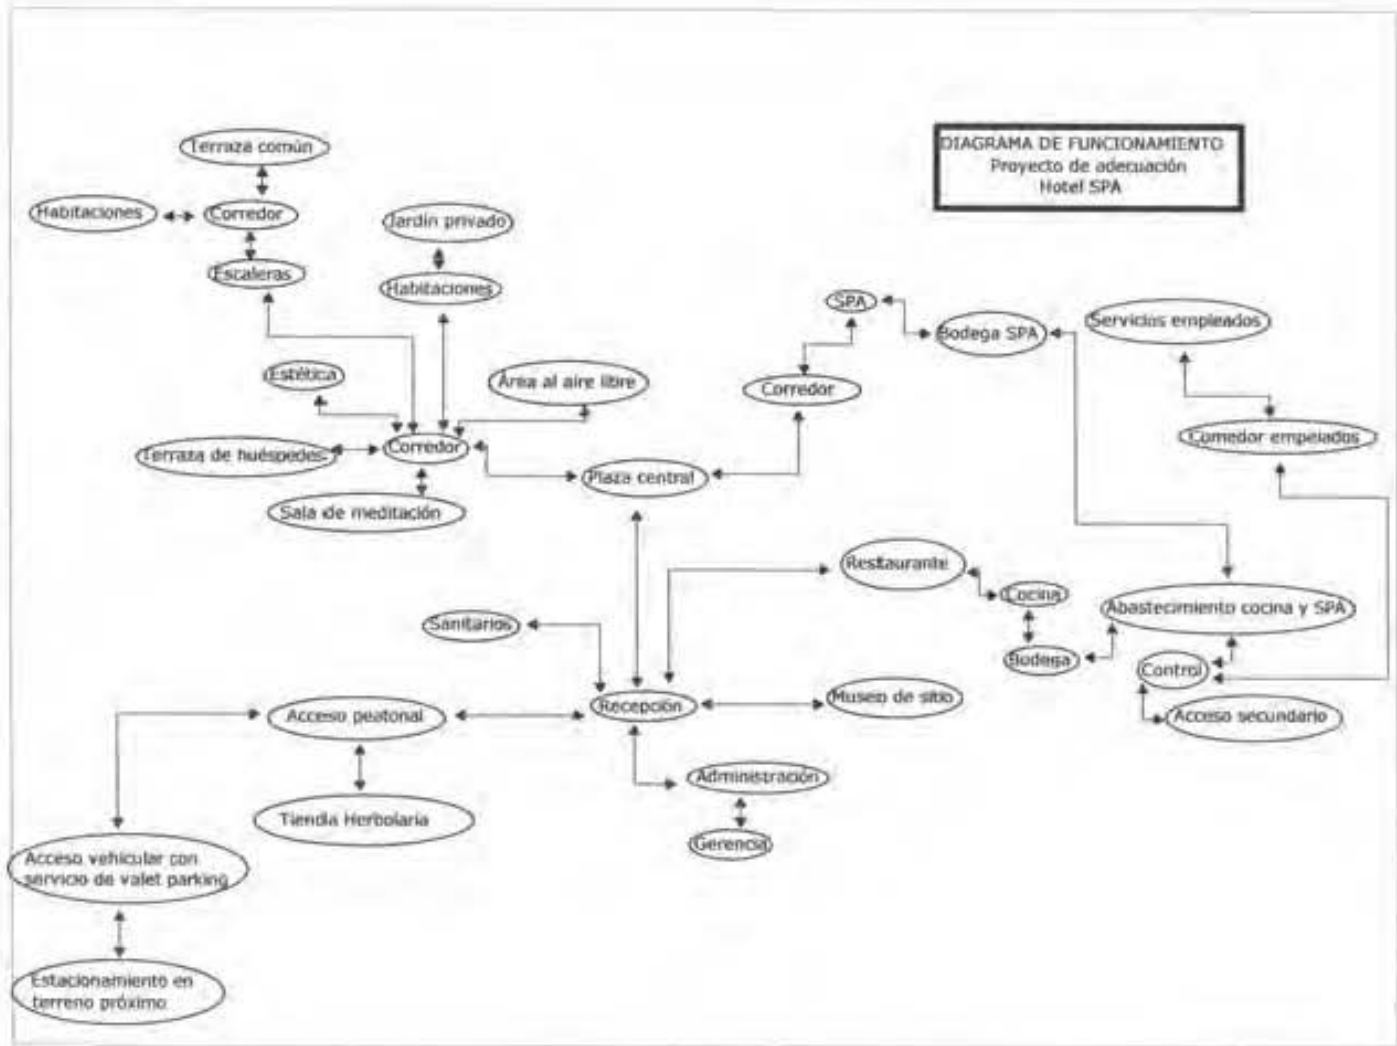 DIAGRAMA DE FUNCIONAMIENTO
Proyecto de adecuación
Hotel SPA
Terraza común
Habitaciones
Corredor
Jardín privado
Escaleras
Habitaciones
SPA
Bodega SPA
Servicios empleados
Estética
Área al aire libre
Corredor
Comedor empelados
Terraza de huéspedes
Corredor
Plaza central
Sala de meditación
Restaurante
Cocina
Abastecimiento cocina y SPA
Sanitarios
Bodega
Control
Recepción
Museo de sitio
Acceso peatonal
Acceso secundario
Administración
Tienda Herbolaria
Gerencia
Acceso vehicular con
servicio de valet parking
Estacionamiento en
terreno próximo